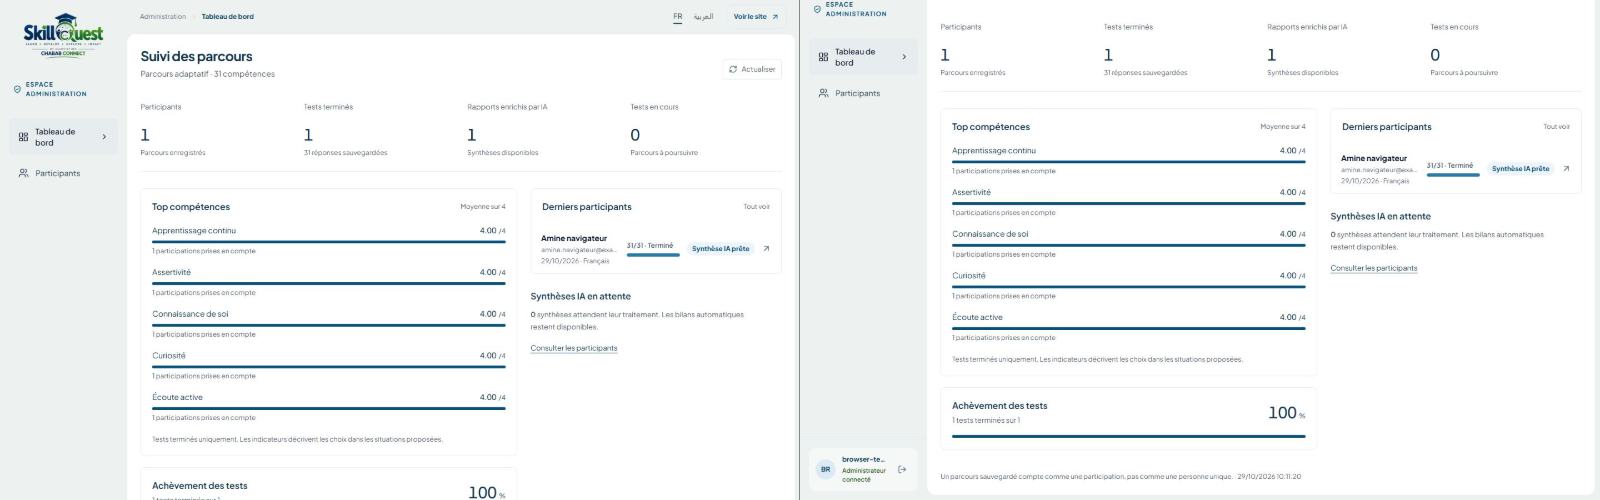 SkillQuest
CHABAB CONNECT
ESPACE
ADMINISTRATION
Tableau de
bord
Participants
Administration
Tableau de bord
FR
العربية
Voir le site
Suivi des parcours
Parcours adaptatif · 31 compétences
Actualiser
Participants
1
Parcours enregistrés
Tests terminés
1
31 réponses sauvegardées
Rapports enrichis par IA
1
Synthèses disponibles
Tests en cours
0
Parcours à poursuivre
Top compétences
Moyenne sur 4
Apprentissage continu
4.00 /4
1 participations prises en compte
Assertivité
4.00 /4
1 participations prises en compte
Connaissance de soi
4.00 /4
1 participations prises en compte
Curiosité
4.00 /4
1 participations prises en compte
Écoute active
4.00 /4
1 participations prises en compte
Tests terminés uniquement. Les indicateurs décrivent les choix dans les situations proposées.
Achèvement des tests
1 tests terminés sur 1
100 %
Derniers participants
Tout voir
Amine navigateur
amine.navigateur@exa...
29/10/2026 · Français
31/31 · Terminé
Synthèse IA prête
Synthèses IA en attente
0 synthèses attendent leur traitement. Les bilans automatiques
restent disponibles.
Consulter les participants
ESPACE
ADMINISTRATION
Tableau de
bord
Participants
BR
browser-te...
Administrateur
connecté
Participants
1
Parcours enregistrés
Tests terminés
1
31 réponses sauvegardées
Rapports enrichis par IA
1
Synthèses disponibles
Tests en cours
0
Parcours à poursuivre
Top compétences
Moyenne sur 4
Apprentissage continu
4.00 /4
1 participations prises en compte
Assertivité
4.00 /4
1 participations prises en compte
Connaissance de soi
4.00 /4
1 participations prises en compte
Curiosité
4.00 /4
1 participations prises en compte
Écoute active
4.00 /4
1 participations prises en compte
Tests terminés uniquement. Les indicateurs décrivent les choix dans les situations proposées.
Achèvement des tests
1 tests terminés sur 1
100 %
Derniers participants
Tout voir
Amine navigateur
amine.navigateur@exa...
29/10/2026 · Français
31/31 · Terminé
Synthèse IA prête
Synthèses IA en attente
0 synthèses attendent leur traitement. Les bilans automatiques
restent disponibles.
Consulter les participants
Un parcours sauvegardé compte comme une participation, pas comme une personne unique. · 29/10/2026 10:11:20